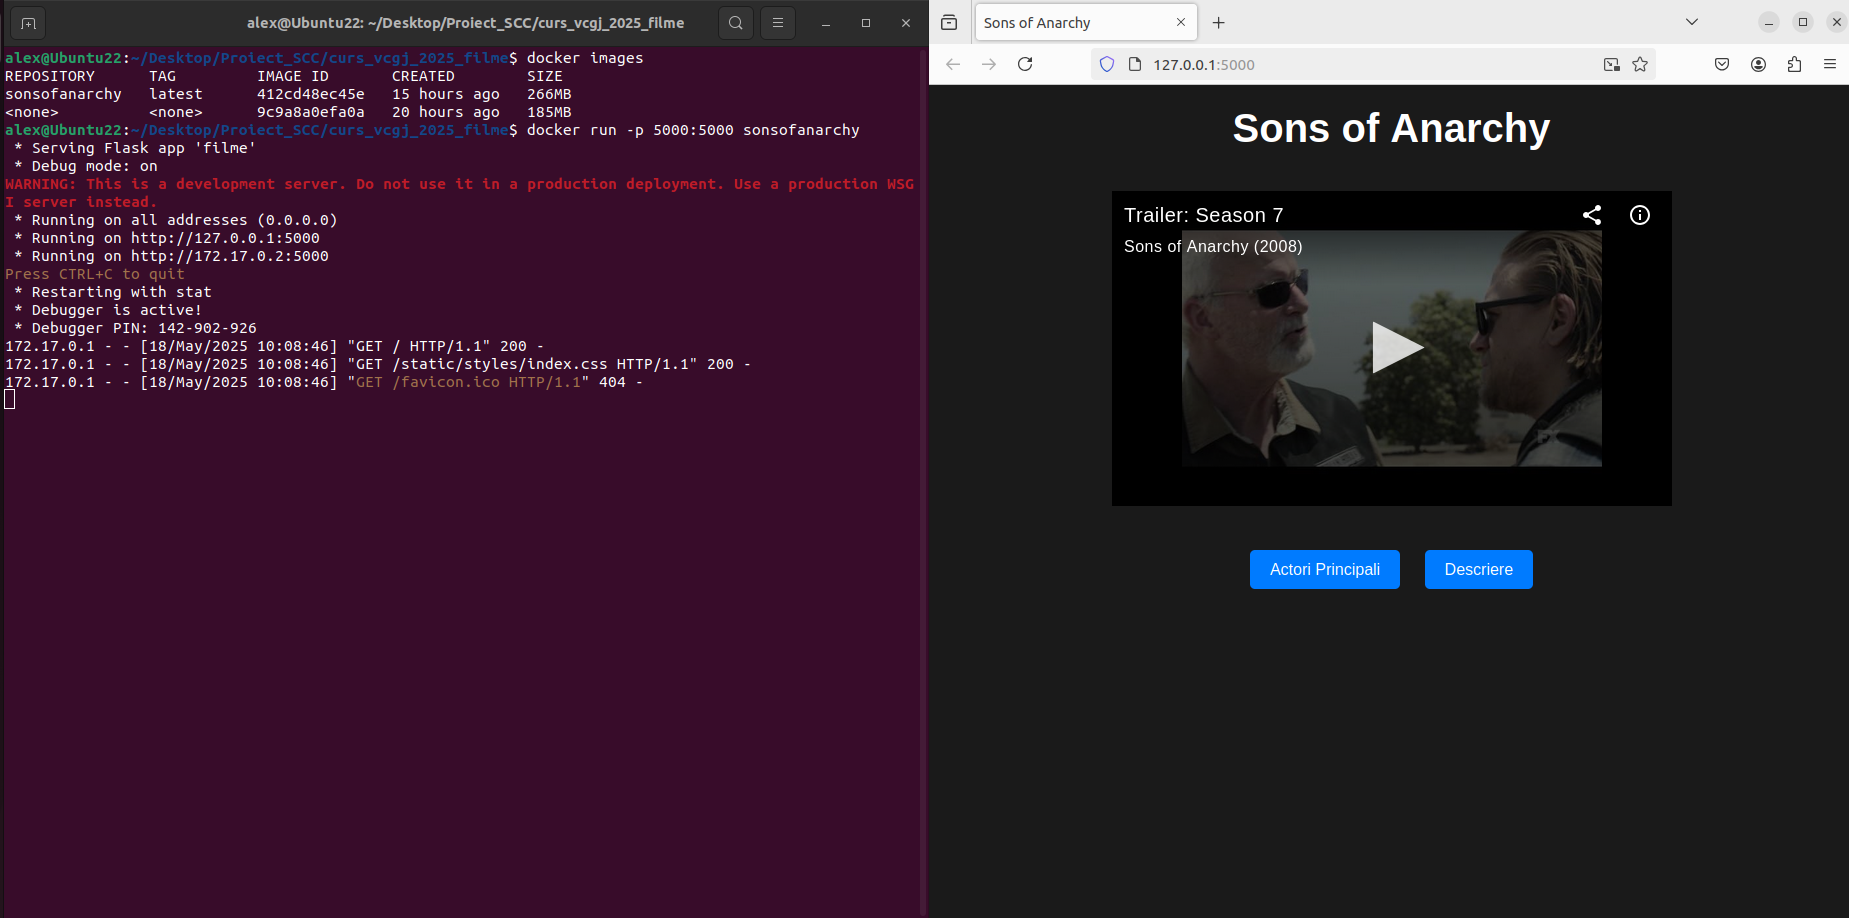 alex@Ubuntu22: ~/Desktop/Proiect_SCC/curs_vcgj_2025_filme
alex@Ubuntu22:~/Desktop/Proiect_SCC/curs_vcgj_2025_filme$ docker images
REPOSITORY      TAG         IMAGE ID       CREATED        SIZE
sonsofanarchy   latest      412cd48ec45e   15 hours ago   266MB
<none>          <none>      9c9a8a0efa0a   20 hours ago   185MB
alex@Ubuntu22:~/Desktop/Proiect_SCC/curs_vcgj_2025_filme$ docker run -p 5000:5000 sonsofanarchy
 * Serving Flask app 'filme'
 * Debug mode: on
WARNING: This is a development server. Do not use it in a production deployment. Use a production WSG
I server instead.
 * Running on all addresses (0.0.0.0)
 * Running on http://127.0.0.1:5000
 * Running on http://172.17.0.2:5000
Press CTRL+C to quit
 * Restarting with stat
 * Debugger is active!
 * Debugger PIN: 142-902-926
172.17.0.1 - - [18/May/2025 10:08:46] "GET / HTTP/1.1" 200 -
172.17.0.1 - - [18/May/2025 10:08:46] "GET /static/styles/index.css HTTP/1.1" 200 -
172.17.0.1 - - [18/May/2025 10:08:46] "GET /favicon.ico HTTP/1.1" 404 -
Sons of Anarchy
127.0.0.1:5000
Sons of Anarchy
Trailer: Season 7
Sons of Anarchy (2008)
FX
Actori Principali
Descriere